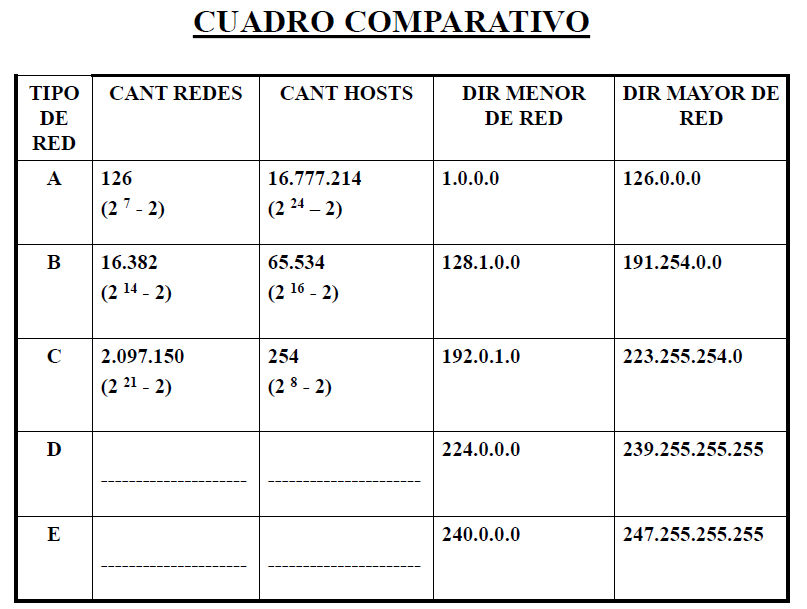 CUADRO COMPARATIVO
TIPO DE RED CANT REDES CANT HOSTS DIR MENOR DE RED DIR MAYOR DE RED
A 126 16.777.214 1.0.0.0 126.0.0.0
(2 7 - 2) (2 24 – 2)
B 16.382 65.534 128.1.0.0 191.254.0.0
(2 14 - 2) (2 16 - 2)
C 2.097.150 254 192.0.1.0 223.255.254.0
(2 21 - 2) (2 8 - 2)
D 224.0.0.0 239.255.255.255
--------------------- ----------------------
E 240.0.0.0 247.255.255.255
--------------------- ----------------------